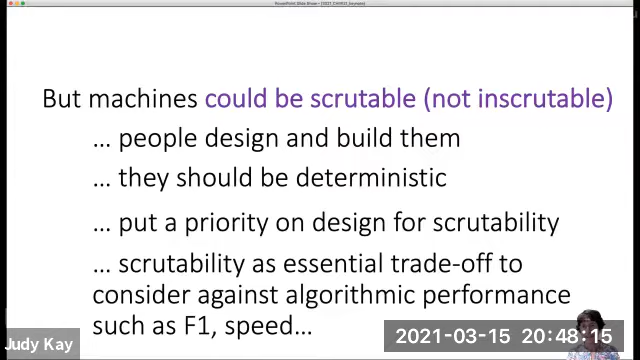 But machines could be scrutable (not inscrutable)
… people design and build them
… they should be deterministic
… put a priority on design for scrutability
… scrutability as essential trade-off to
consider against algorithmic performance
such as F1, speed…
Judy Kay
2021-03-15 20:48:15